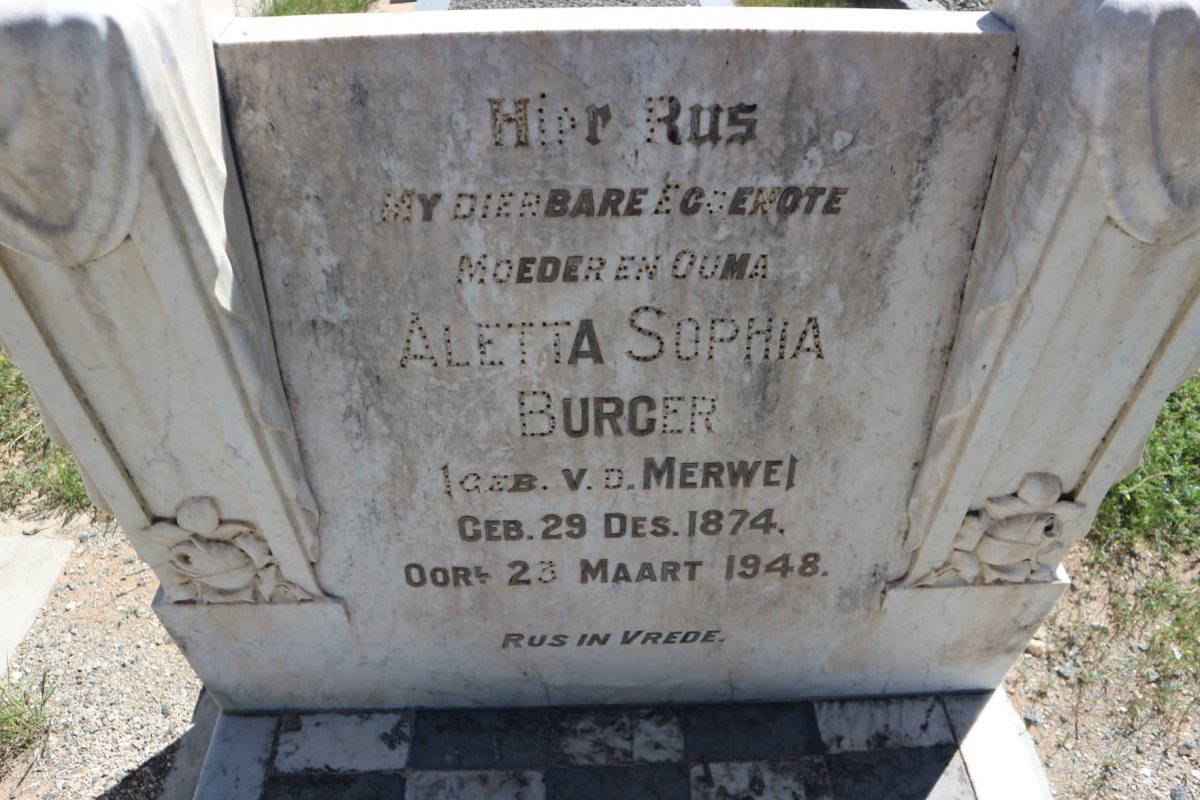 Hier Rus
MY DIERBARE EGGENOTE
MOEDER EN OUMA
ALETTA SOPHIA
BURGER
(GEB. V. D. MERWE)
GEB. 29 DES. 1874.
OORL. 23 MAART 1948.
RUS IN VREDE.